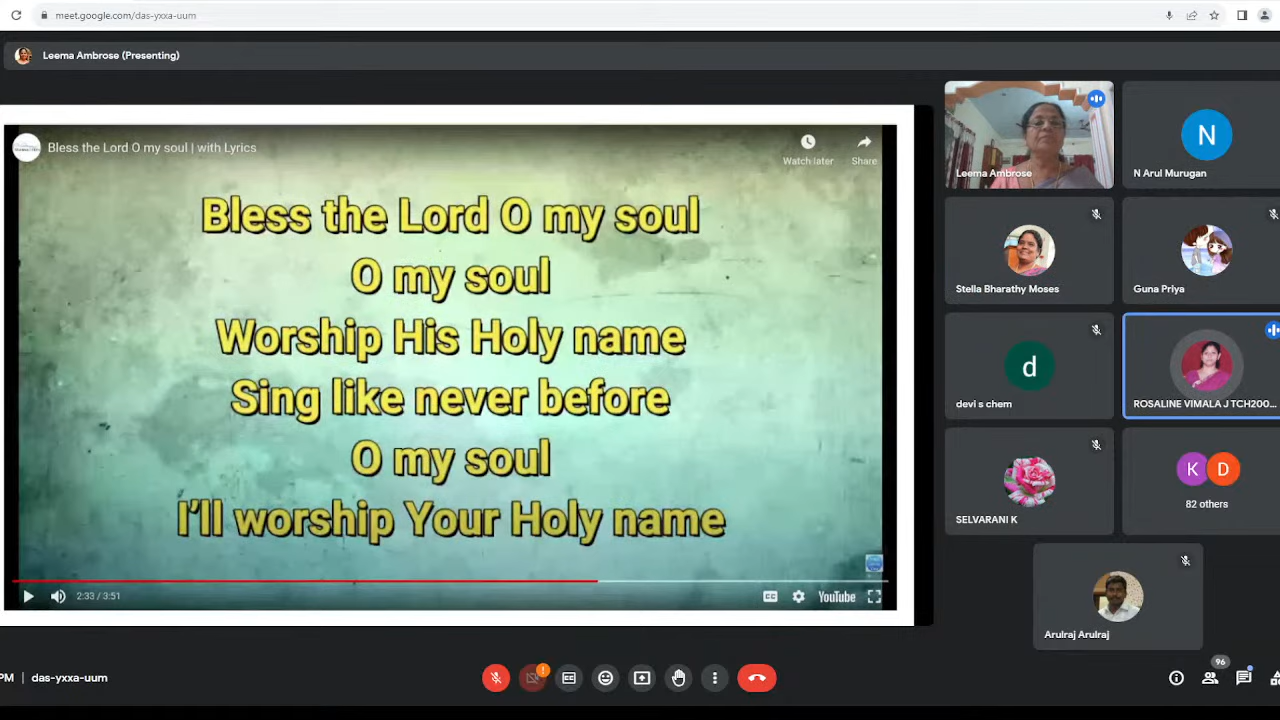 meet.google.com/das-yxxa-uum
Leema Ambrose (Presenting)
Bless the Lord O my soul | with Lyrics
Watch later
Share
Bless the Lord O my soul
O my soul
Worship His Holy name
Sing like never before
O my soul
I'll worship Your Holy name
2:33 / 3:51
CC
YouTube
Leema Ambrose
N
N Arul Murugan
Stella Bharathy Moses
Guna Priya
d
devi s chem
ROSALINE VIMALA J TCH200...
SELVARANI K
K D
82 others
Arulraj Arulraj
PM | das-yxxa-uum
96